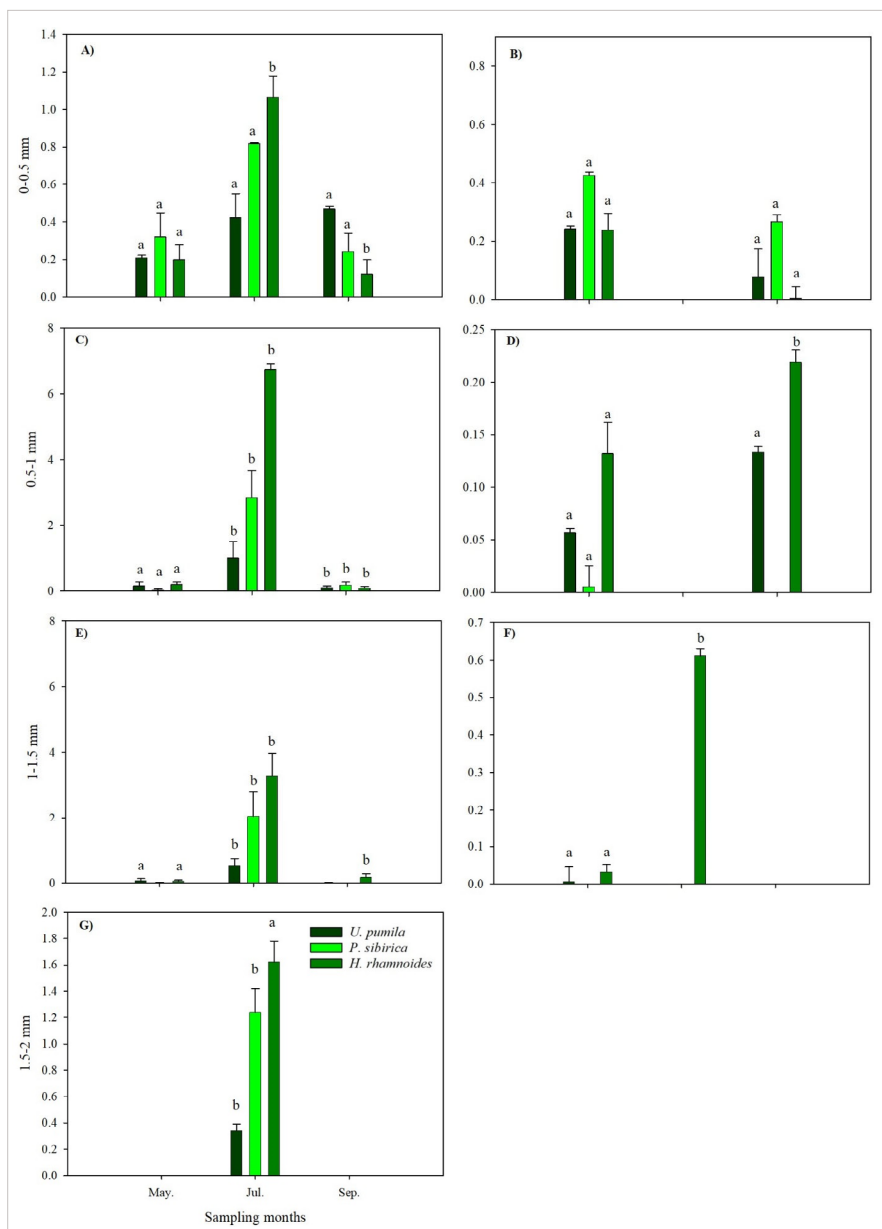 A)
1.4
1.2
1.0
0.8
0.6
0.4
0.2
0.0
0-0.5 mm
a a a
a a b
a a b
B)
0.8
0.6
0.4
0.2
0.0
a a a
a a a
C)
8
6
4
2
0
0.5-1 mm
a a a
b b b
b b b
D)
0.25
0.20
0.15
0.10
0.05
0.00
a a a
a b
E)
8
6
4
2
0
1-1.5 mm
a a
b b b
b
F)
0.7
0.6
0.5
0.4
0.3
0.2
0.1
0.0
a a
b
G)
2.0
1.8
1.6
1.4
1.2
1.0
0.8
0.6
0.4
0.2
0.0
1.5-2 mm
b b a
U. pumila
P. sibirica
H. rhamnoides
May. Jul. Sep.
Sampling months